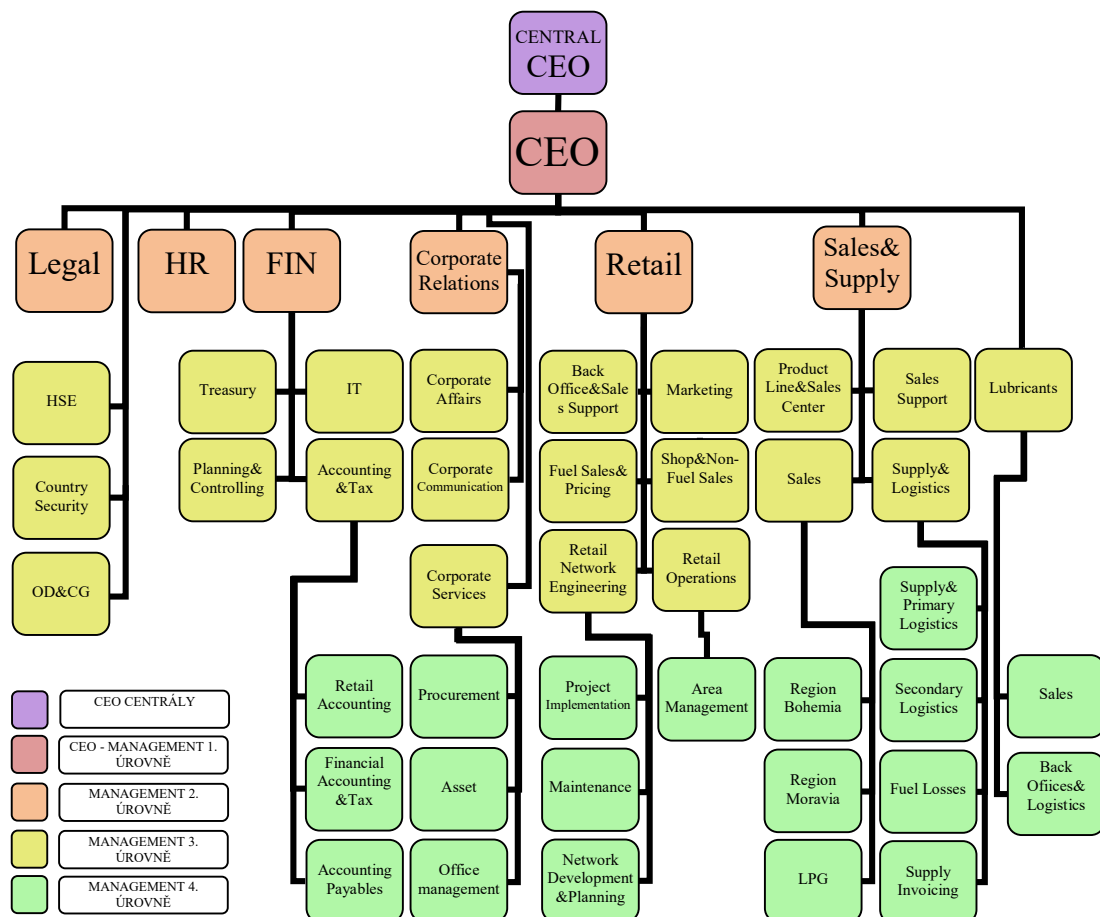 CENTRAL
CEO
CEO
Legal
HR
FIN
Corporate
Relations
Retail
Sales&
Supply
HSE
Treasury
IT
Corporate
Affairs
Back
Office&Sale
s Support
Marketing
Product
Line&Sales
Center
Sales
Support
Lubricants
Country
Security
Planning&
Controlling
Accounting
&Tax
Corporate
Communication
Fuel Sales&
Pricing
Shop&Non-
Fuel Sales
Sales
Supply&
Logistics
OD&CG
Corporate
Services
Retail
Network
Engineering
Retail
Operations
Supply&
Primary
Logistics
Retail
Accounting
Procurement
Project
Implementation
Area
Management
Region
Bohemia
Secondary
Logistics
Sales
Financial
Accounting
&Tax
Asset
Maintenance
Region
Moravia
Fuel Losses
Back
Ofiices&
Logistics
Accounting
Payables
Office
management
Network
Development
&Planning
LPG
Supply
Invoicing
CEO CENTRÁLY
CEO - MANAGEMENT 1.
ÚROVNĚ
MANAGEMENT 2.
ÚROVNĚ
MANAGEMENT 3.
ÚROVNĚ
MANAGEMENT 4.
ÚROVNĚ